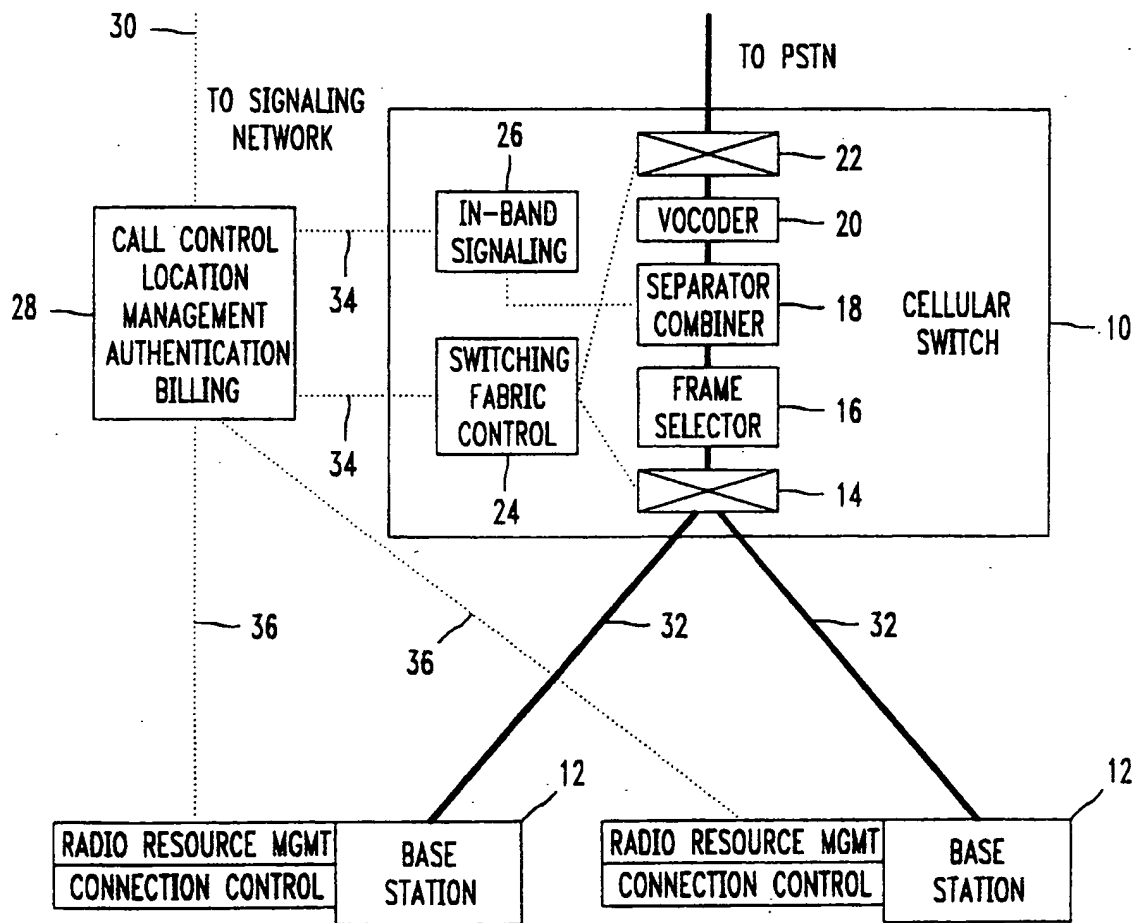 30
TO PSTN
TO SIGNALING
NETWORK
26
22
IN-BAND
SIGNALING
VOCODER
20
CALL CONTROL
LOCATION
MANAGEMENT
AUTHENTICATION
BILLING
28
34
SEPARATOR
COMBINER
18
CELLULAR
SWITCH
10
SWITCHING
FABRIC
CONTROL
FRAME
SELECTOR
16
34
24
14
36
36
32
32
12
12
RADIO RESOURCE MGMT
CONNECTION CONTROL
BASE
STATION
RADIO RESOURCE MGMT
CONNECTION CONTROL
BASE
STATION